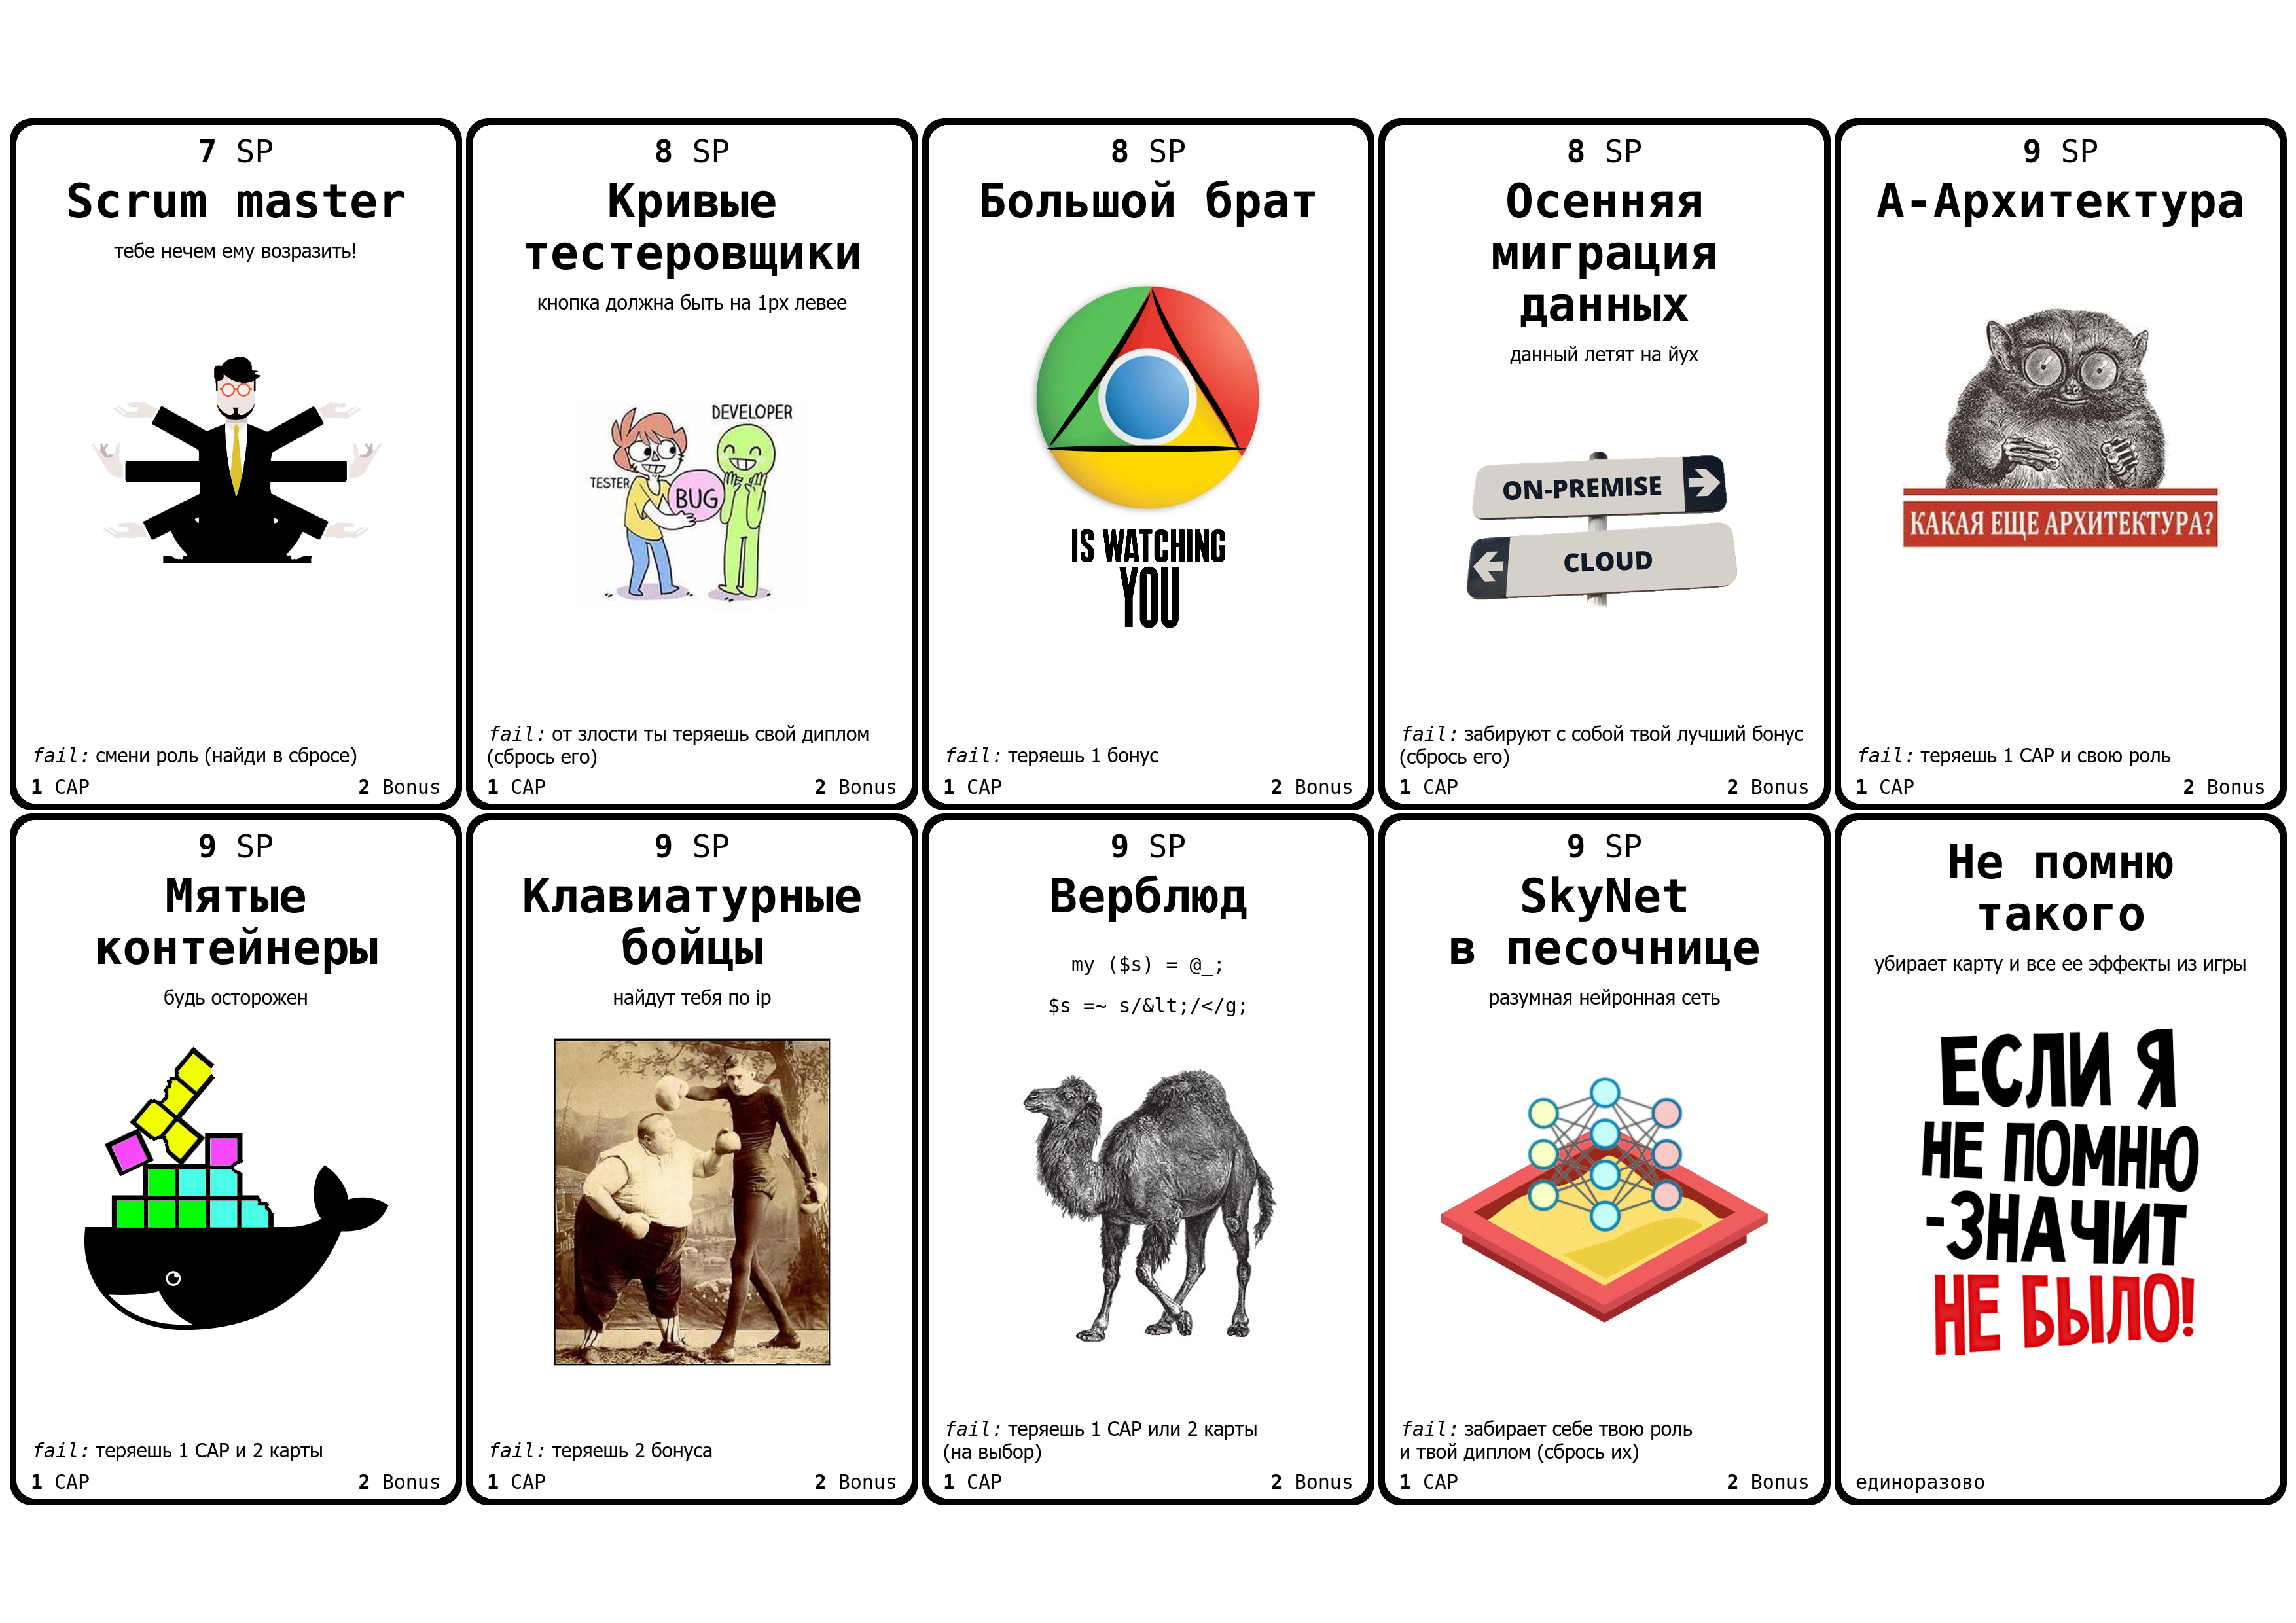 7 SP
Scrum master
тебе нечем ему возразить!
fail: смени роль (найди в сбросе)
1 CAP
2 Bonus
8 SP
Кривые
тестеровщики
кнопка должна быть на 1px левее
DEVELOPER
TESTER
BUG
fail: от злости ты теряешь свой диплом
(сбрось его)
1 CAP
2 Bonus
8 SP
Большой брат
IS WATCHING
YOU
fail: теряешь 1 бонус
1 CAP
2 Bonus
8 SP
Осенняя
миграция
данных
данный летят на йух
ON-PREMISE
CLOUD
fail: забируют с собой твой лучший бонус
(сбрось его)
1 CAP
2 Bonus
9 SP
А-Архитектура
КАКАЯ ЕЩЕ АРХИТЕКТУРА?
fail: теряешь 1 CAP и свою роль
1 CAP
2 Bonus
9 SP
Мятые
контейнеры
будь осторожен
fail: теряешь 1 CAP и 2 карты
1 CAP
2 Bonus
9 SP
Клавиатурные
бойцы
найдут тебя по ip
fail: теряешь 2 бонуса
1 CAP
2 Bonus
9 SP
Верблюд
my ($s) = @_;
$s =~ s/&lt;/</g;
fail: теряешь 1 CAP или 2 карты
(на выбор)
1 CAP
2 Bonus
9 SP
SkyNet
в песочнице
разумная нейронная сеть
fail: забирает себе твою роль
и твой диплом (сбрось их)
1 CAP
2 Bonus
Не помню
такого
убирает карту и все ее эффекты из игры
ЕСЛИ Я
НЕ ПОМНЮ
-ЗНАЧИТ
НЕ БЫЛО!
единоразово